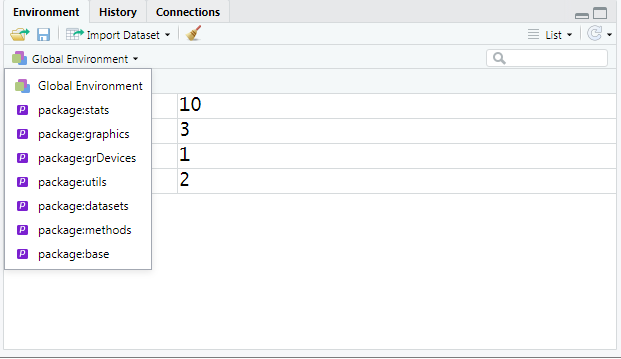 Environment History Connections
Import Dataset List
Global Environment
Global Environment
package:stats
10
package:graphics
3
package:grDevices
1
package:utils
2
package:datasets
package:methods
package:base